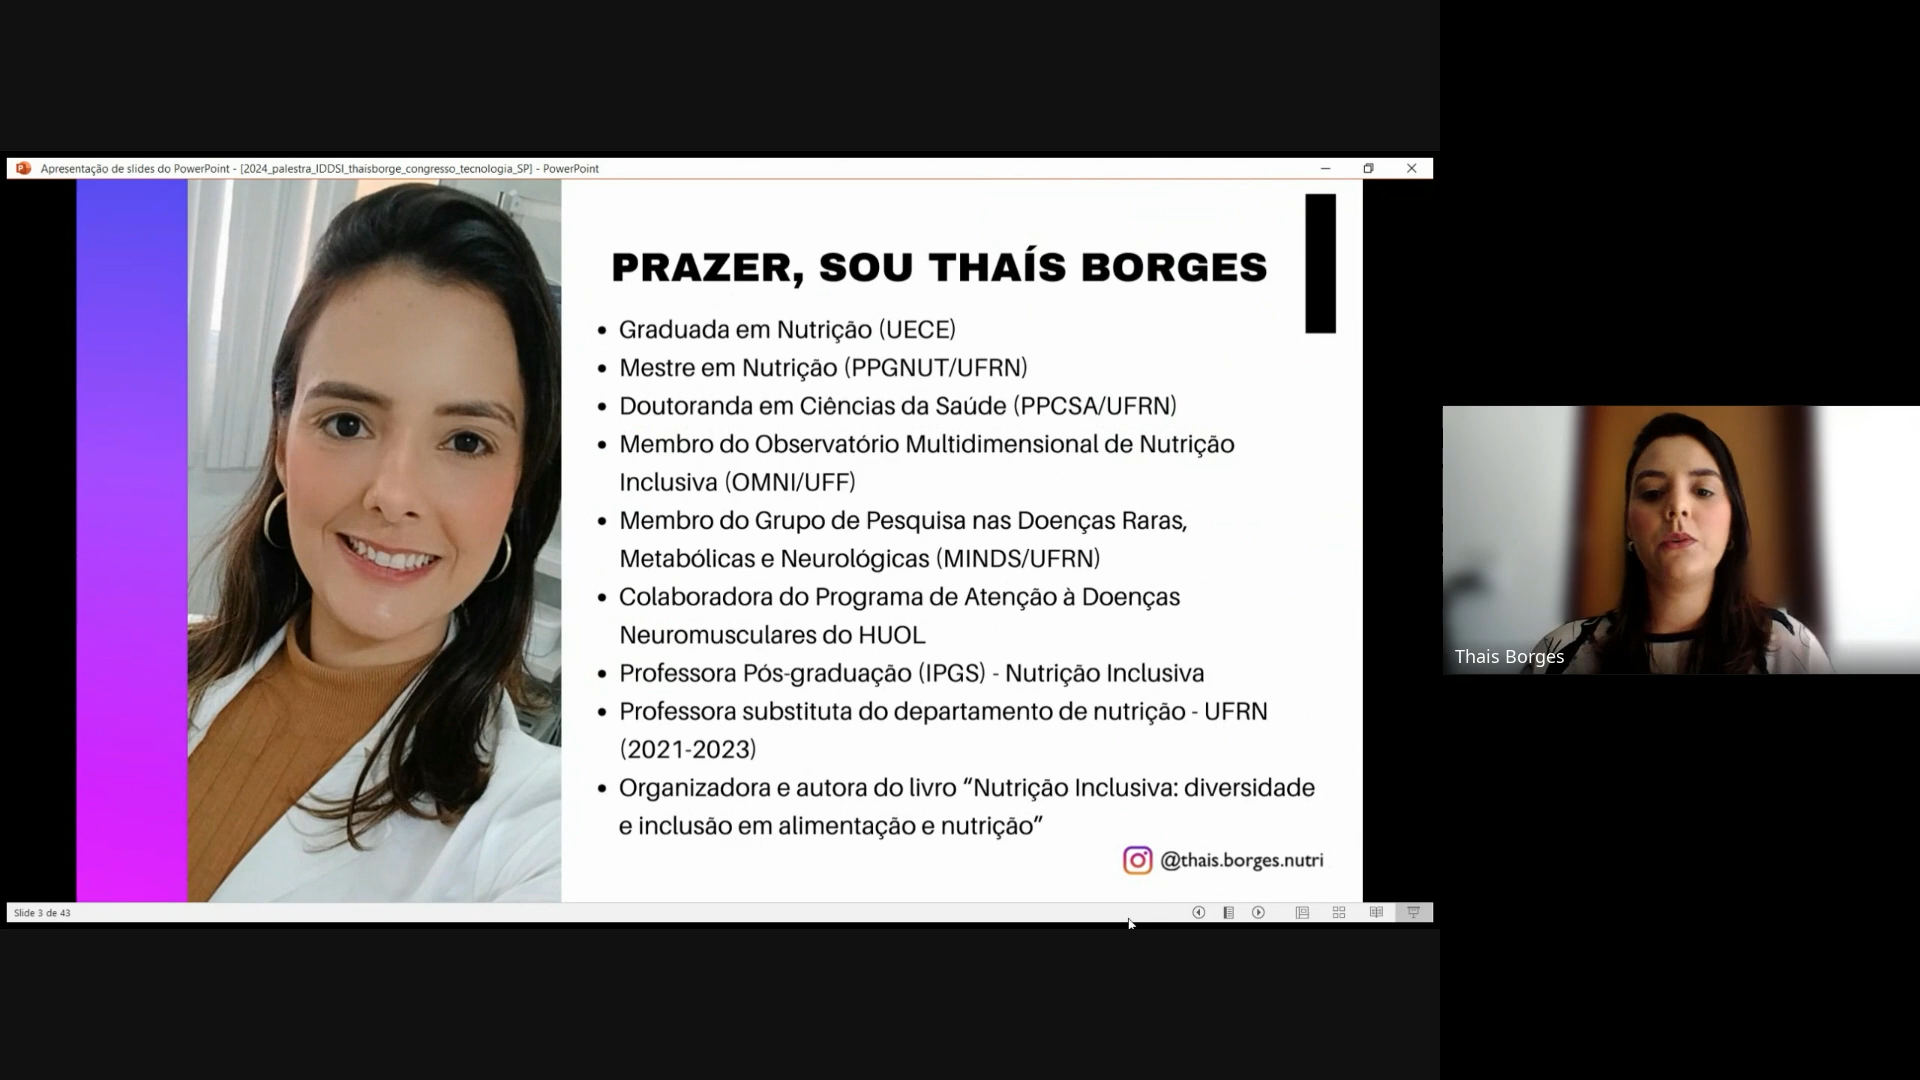 Apresentação de slides do PowerPoint - [2024_palestra_IDDSI_thaisborge_congresso_tecnologia_SP] - PowerPoint
PRAZER, SOU THAÍS BORGES
• Graduada em Nutrição (UECE)
• Mestre em Nutrição (PPGNUT/UFRN)
• Doutoranda em Ciências da Saúde (PPCSA/UFRN)
• Membro do Observatório Multidimensional de Nutrição
Inclusiva (OMNI/UFF)
• Membro do Grupo de Pesquisa nas Doenças Raras,
Metabólicas e Neurológicas (MINDS/UFRN)
• Colaboradora do Programa de Atenção à Doenças
Neuromusculares do HUOL
• Professora Pós-graduação (IPGS) - Nutrição Inclusiva
• Professora substituta do departamento de nutrição - UFRN
(2021-2023)
• Organizadora e autora do livro “Nutrição Inclusiva: diversidade
e inclusão em alimentação e nutrição”
@thais.borges.nutri
Slide 3 de 43
Thais Borges